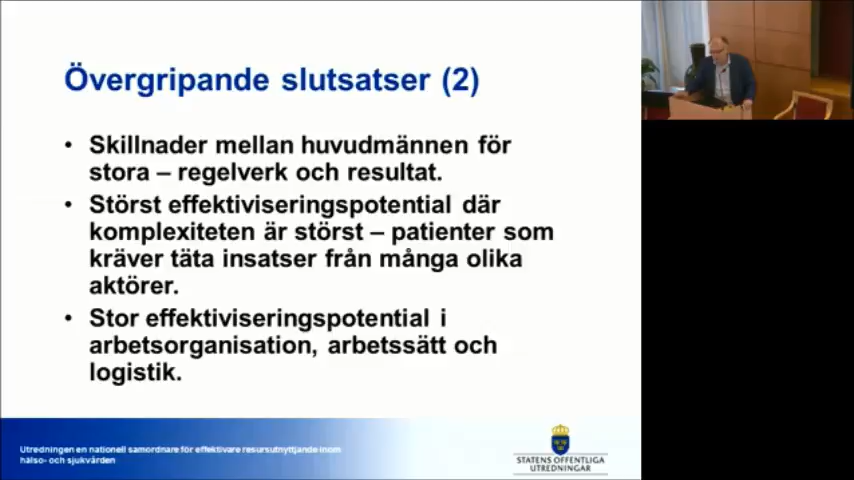 Övergripande slutsatser (2)
• Skillnader mellan huvudmännen för
stora – regelverk och resultat.
• Störst effektiviseringspotential där
komplexiteten är störst – patienter som
kräver täta insatser från många olika
aktörer.
• Stor effektiviseringspotential i
arbetsorganisation, arbetssätt och
logistik.
Utredningen en nationell samordnare för effektivare resursutnyttjande inom
hälso- och sjukvården
STATENS OFFENTLIGA
UTREDNINGAR